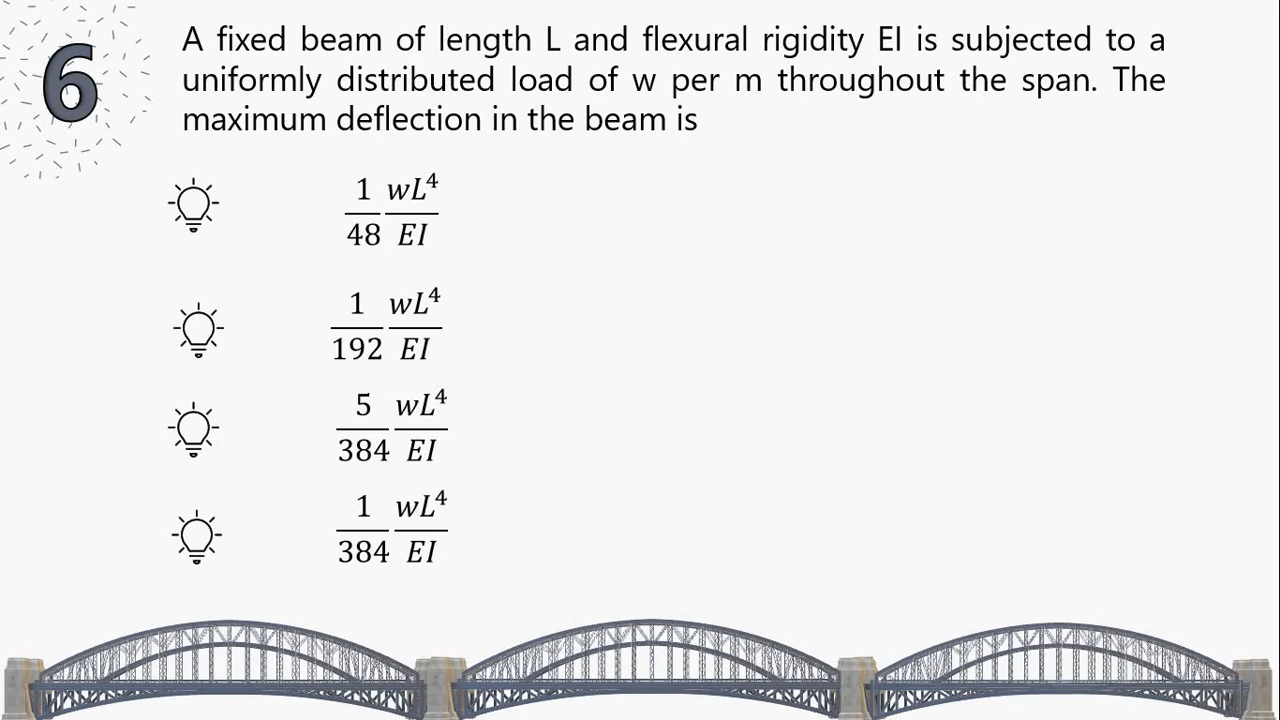 6
A fixed beam of length L and flexural rigidity EI is subjected to a
uniformly distributed load of w per m throughout the span. The
maximum deflection in the beam is
1/48 wL⁴/EI
1/192 wL⁴/EI
5/384 wL⁴/EI
1/384 wL⁴/EI